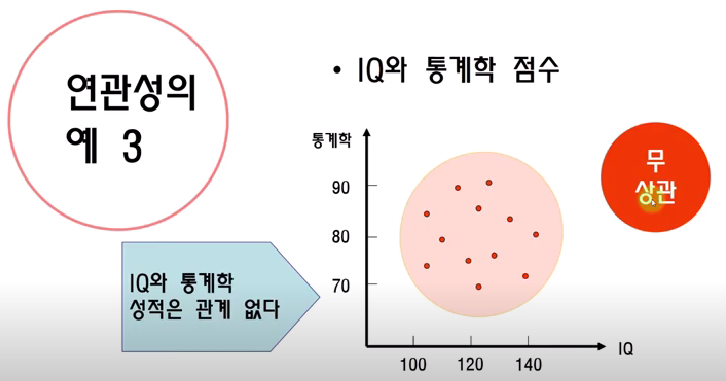 연관성의
예 3
• IQ와 통계학 점수
통계학
90
80
70
100 120 140
IQ
무
상관
IQ와 통계학
성적은 관계 없다